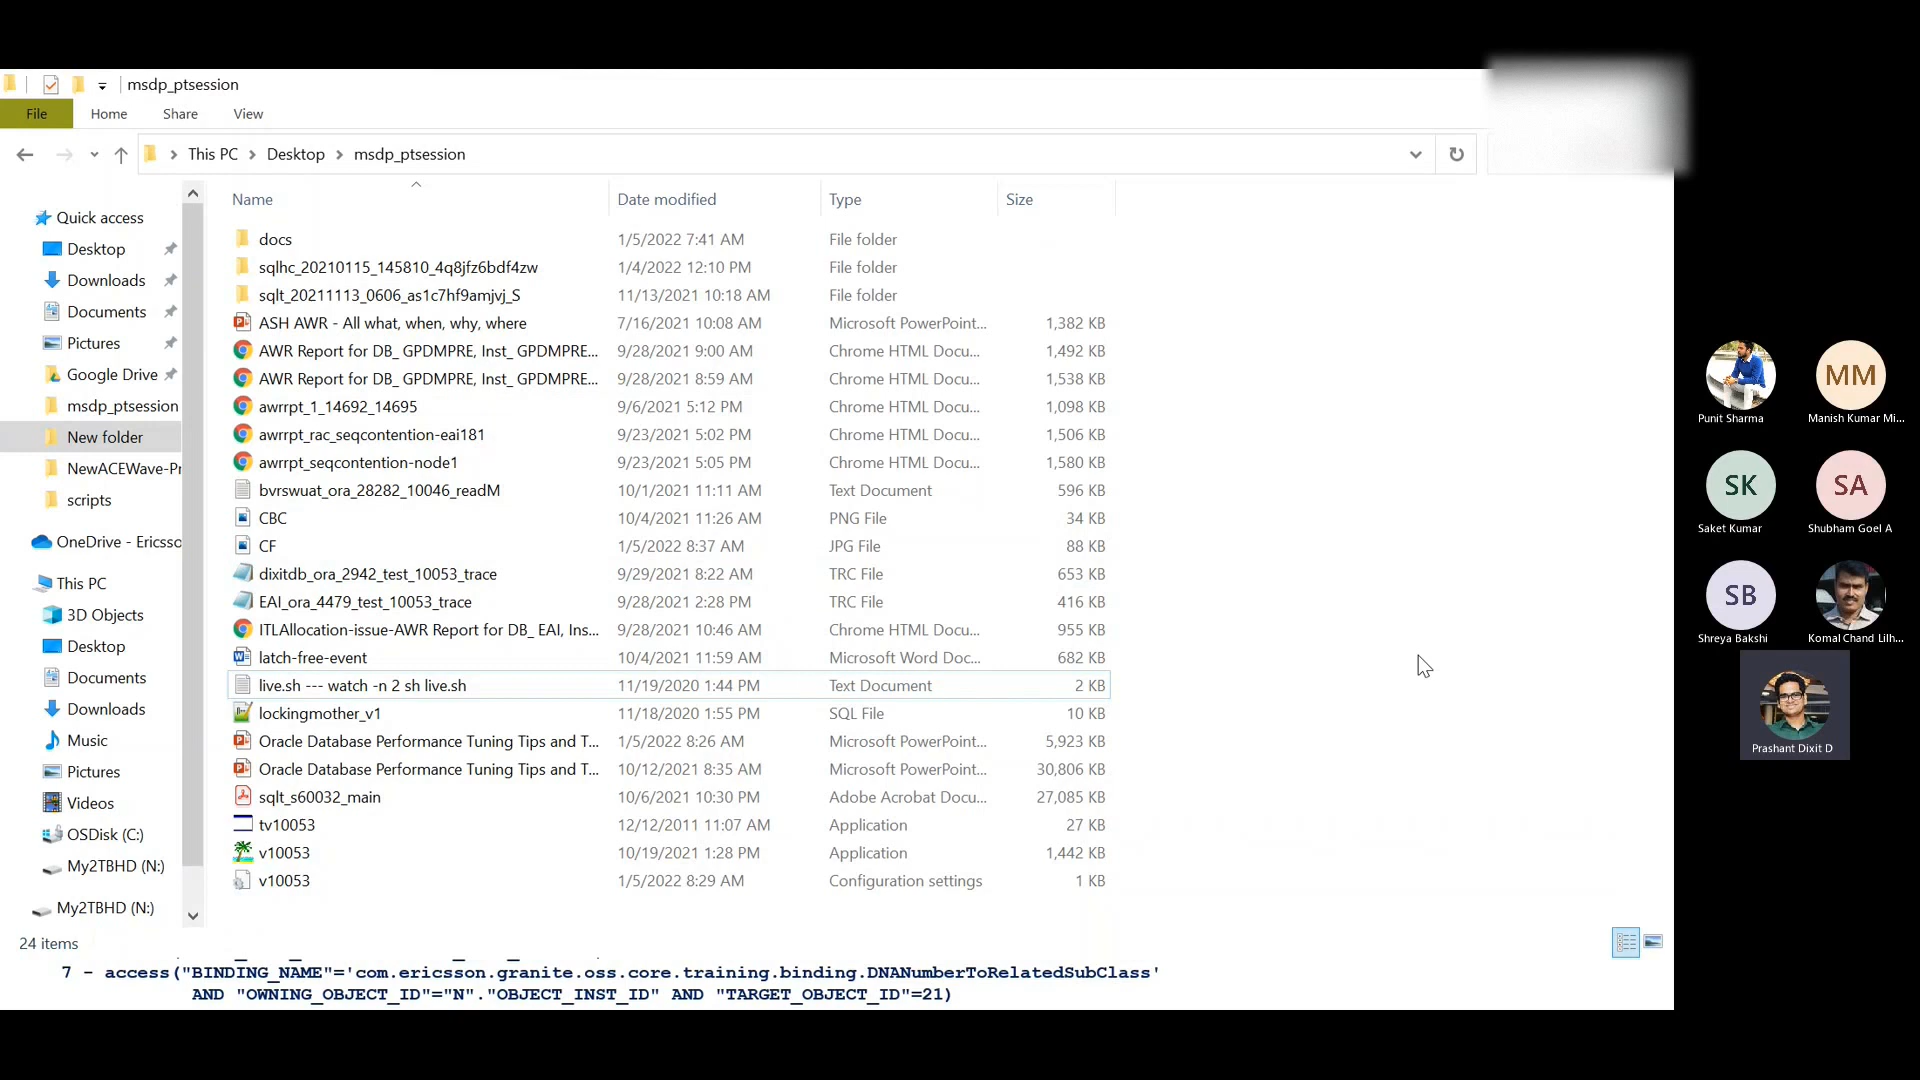 msdp_ptsession
File Home Share View
This PC Desktop msdp_ptsession
Name Date modified Type Size
Quick access
Desktop
Downloads
Documents
Pictures
Google Drive
msdp_ptsession
New folder
NewACEWave-Pr
scripts
OneDrive - Ericsso
This PC
3D Objects
Desktop
Documents
Downloads
Music
Pictures
Videos
OSDisk (C:)
My2TBHD (N:)
My2TBHD (N:)
docs 1/5/2022 7:41 AM File folder
sqlhc_20210115_145810_4q8jfz6bdf4zw 1/4/2022 12:10 PM File folder
sqlt_20211113_0606_as1c7hf9amjvj_S 11/13/2021 10:18 AM File folder
ASH AWR - All what, when, why, where 7/16/2021 10:08 AM Microsoft PowerPoint... 1,382 KB
AWR Report for DB_ GPDMPRE, Inst_ GPDMPRE... 9/28/2021 9:00 AM Chrome HTML Docu... 1,492 KB
AWR Report for DB_ GPDMPRE, Inst_ GPDMPRE... 9/28/2021 8:59 AM Chrome HTML Docu... 1,538 KB
awrrpt_1_14692_14695 9/6/2021 5:12 PM Chrome HTML Docu... 1,098 KB
awrrpt_rac_seqcontention-eai181 9/23/2021 5:02 PM Chrome HTML Docu... 1,506 KB
awrrpt_seqcontention-node1 9/23/2021 5:05 PM Chrome HTML Docu... 1,580 KB
bvrswuat_ora_28282_10046_readM 10/1/2021 11:11 AM Text Document 596 KB
CBC 10/4/2021 11:26 AM PNG File 34 KB
CF 1/5/2022 8:37 AM JPG File 88 KB
dixitdb_ora_2942_test_10053_trace 9/29/2021 8:22 AM TRC File 653 KB
EAI_ora_4479_test_10053_trace 9/28/2021 2:28 PM TRC File 416 KB
ITLAllocation-issue-AWR Report for DB_ EAI, Ins... 9/28/2021 10:46 AM Chrome HTML Docu... 955 KB
latch-free-event 10/4/2021 11:59 AM Microsoft Word Doc... 682 KB
live.sh --- watch -n 2 sh live.sh 11/19/2020 1:44 PM Text Document 2 KB
lockingmother_v1 11/18/2020 1:55 PM SQL File 10 KB
Oracle Database Performance Tuning Tips and T... 1/5/2022 8:26 AM Microsoft PowerPoint... 5,923 KB
Oracle Database Performance Tuning Tips and T... 10/12/2021 8:35 AM Microsoft PowerPoint... 30,806 KB
sqlt_s60032_main 10/6/2021 10:30 PM Adobe Acrobat Docu... 27,085 KB
tv10053 12/12/2011 11:07 AM Application 27 KB
v10053 10/19/2021 1:28 PM Application 1,442 KB
v10053 1/5/2022 8:29 AM Configuration settings 1 KB
24 items
7 - access("BINDING_NAME"='com.ericsson.granite.oss.core.training.binding.DNANumberToRelatedSubClass'
AND "OWNING_OBJECT_ID"="N"."OBJECT_INST_ID" AND "TARGET_OBJECT_ID"=21)
MM
Punit Sharma Manish Kumar Mi...
SK SA
Saket Kumar Shubham Goel A
SB
Shreya Bakshi Komal Chand Lilh...
Prashant Dixit D